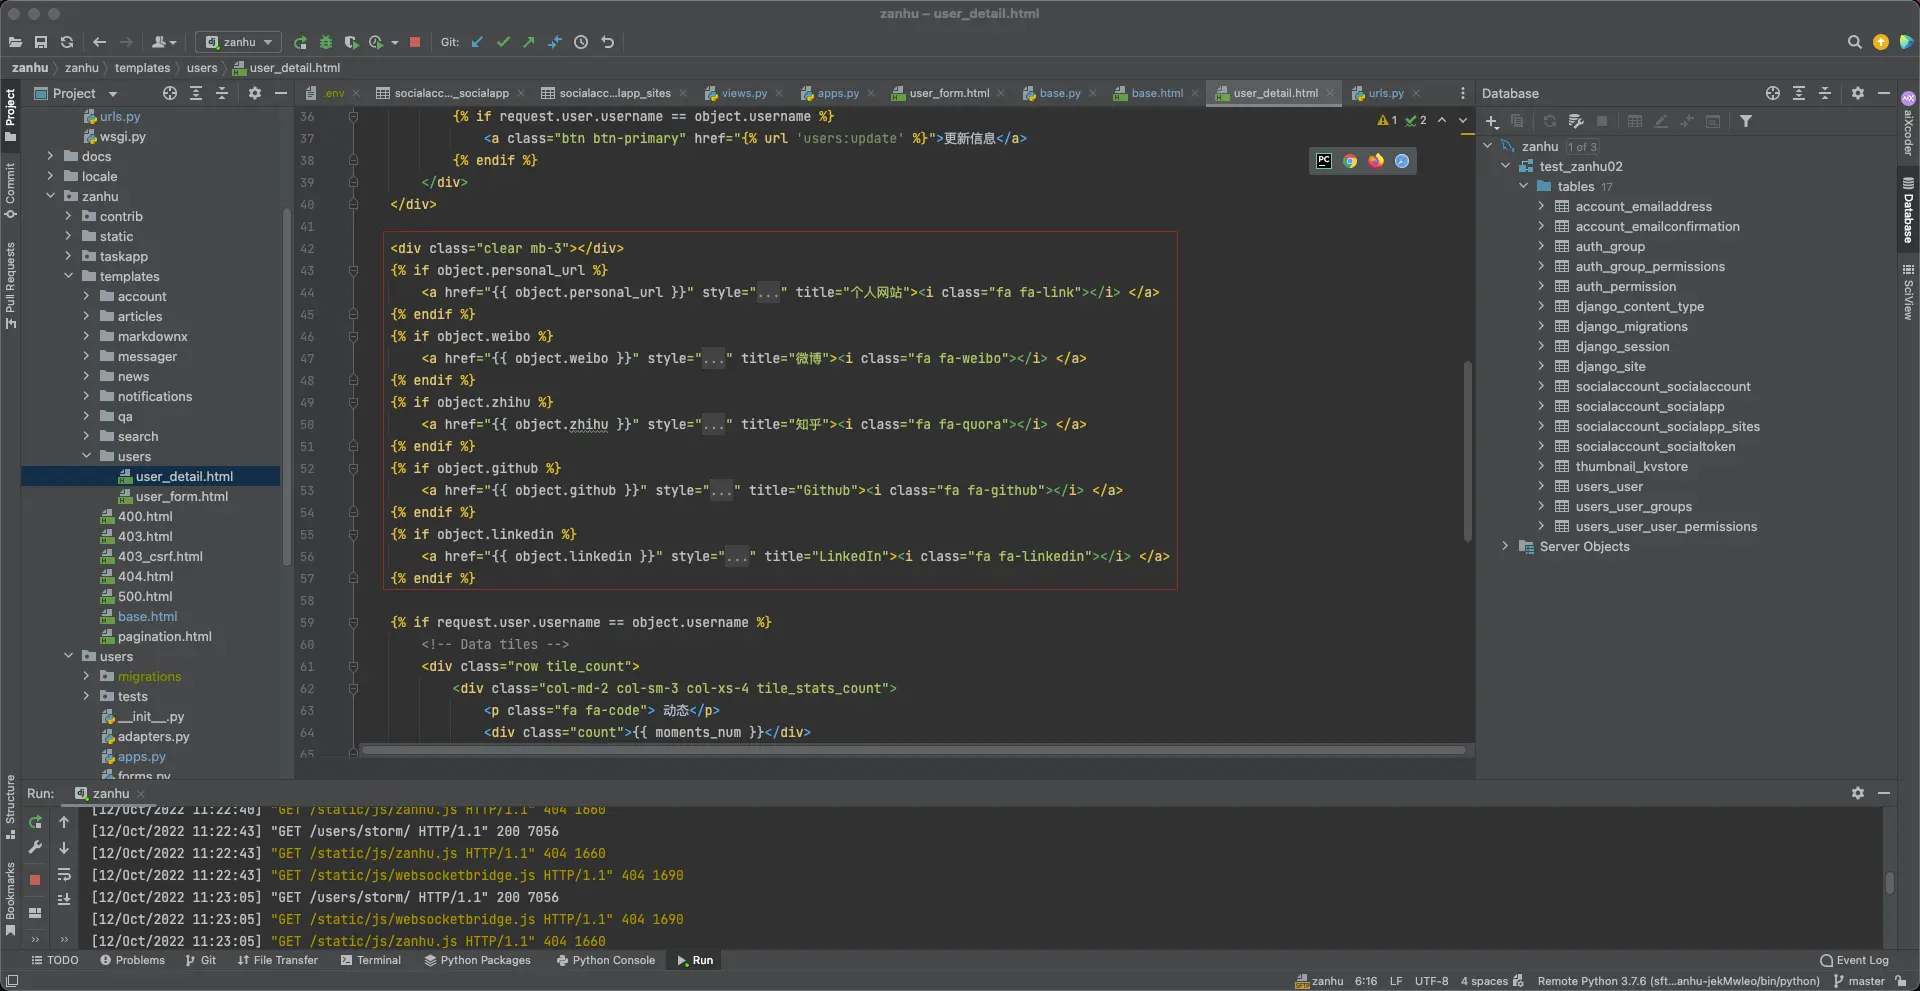 zanhu – user_detail.html
zanhu
Git:
zanhu
zanhu
templates
users
user_detail.html
Project
.env
socialacc..._socialapp
socialacc...lapp_sites
views.py
apps.py
user_form.html
base.py
base.html
user_detail.html
urls.py
Database
Project
Commit
Pull Requests
Structure
Bookmarks
aiXcoder
Database
SciView
urls.py
wsgi.py
docs
locale
zanhu
contrib
static
taskapp
templates
account
articles
markdownx
messager
news
notifications
qa
search
users
user_detail.html
user_form.html
400.html
403.html
403_csrf.html
404.html
500.html
base.html
pagination.html
users
migrations
tests
__init__.py
adapters.py
apps.py
forms.py
1 2
36 {% if request.user.username == object.username %}
37 <a class="btn btn-primary" href="{% url 'users:update' %}">更新信息</a>
38 {% endif %}
39 </div>
40 </div>
41
42 <div class="clear mb-3"></div>
43 {% if object.personal_url %}
44 <a href="{{ object.personal_url }}" style="..." title="个人网站"><i class="fa fa-link"></i> </a>
45 {% endif %}
46 {% if object.weibo %}
47 <a href="{{ object.weibo }}" style="..." title="微博"><i class="fa fa-weibo"></i> </a>
48 {% endif %}
49 {% if object.zhihu %}
50 <a href="{{ object.zhihu }}" style="..." title="知乎"><i class="fa fa-quora"></i> </a>
51 {% endif %}
52 {% if object.github %}
53 <a href="{{ object.github }}" style="..." title="Github"><i class="fa fa-github"></i> </a>
54 {% endif %}
55 {% if object.linkedin %}
56 <a href="{{ object.linkedin }}" style="..." title="LinkedIn"><i class="fa fa-linkedin"></i> </a>
57 {% endif %}
58
59 {% if request.user.username == object.username %}
60 <!-- Data tiles -->
61 <div class="row tile_count">
62 <div class="col-md-2 col-sm-3 col-xs-4 tile_stats_count">
63 <p class="fa fa-code"> 动态</p>
64 <div class="count">{{ moments_num }}</div>
65
PC
zanhu 1 of 3
test_zanhu02
tables 17
account_emailaddress
account_emailconfirmation
auth_group
auth_group_permissions
auth_permission
django_content_type
django_migrations
django_session
django_site
socialaccount_socialaccount
socialaccount_socialapp
socialaccount_socialapp_sites
socialaccount_socialtoken
thumbnail_kvstore
users_user
users_user_groups
users_user_user_permissions
Server Objects
Run: zanhu
[12/Oct/2022 11:22:40] "GET /static/js/zanhu.js HTTP/1.1" 404 1660
[12/Oct/2022 11:22:43] "GET /users/storm/ HTTP/1.1" 200 7056
[12/Oct/2022 11:22:43] "GET /static/js/zanhu.js HTTP/1.1" 404 1660
[12/Oct/2022 11:22:43] "GET /static/js/websocketbridge.js HTTP/1.1" 404 1690
[12/Oct/2022 11:23:05] "GET /users/storm/ HTTP/1.1" 200 7056
[12/Oct/2022 11:23:05] "GET /static/js/websocketbridge.js HTTP/1.1" 404 1690
[12/Oct/2022 11:23:05] "GET /static/js/zanhu.js HTTP/1.1" 404 1660
TODO
Problems
Git
File Transfer
Terminal
Python Packages
Python Console
Run
Event Log
zanhu
6:16
LF
UTF-8
4 spaces
Remote Python 3.7.6 (sft...anhu-jekMwleo/bin/python)
master